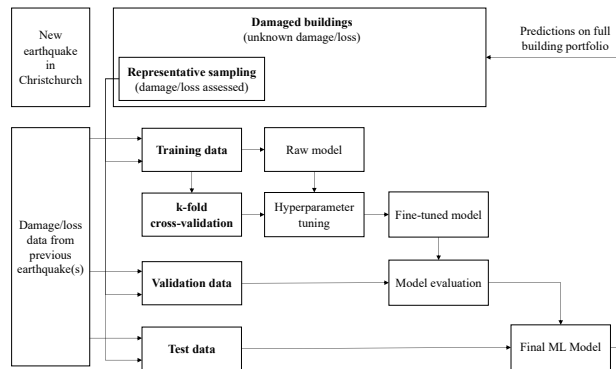 New
earthquake
in
Christchurch
Damaged buildings
(unknown damage/loss)
Representative sampling
(damage/loss assessed)
Predictions on full
building portfolio
Damage/loss
data from
previous
earthquake(s)
Training data
Raw model
k-fold
cross-validation
Hyperparameter
tuning
Fine-tuned model
Validation data
Model evaluation
Test data
Final ML Model